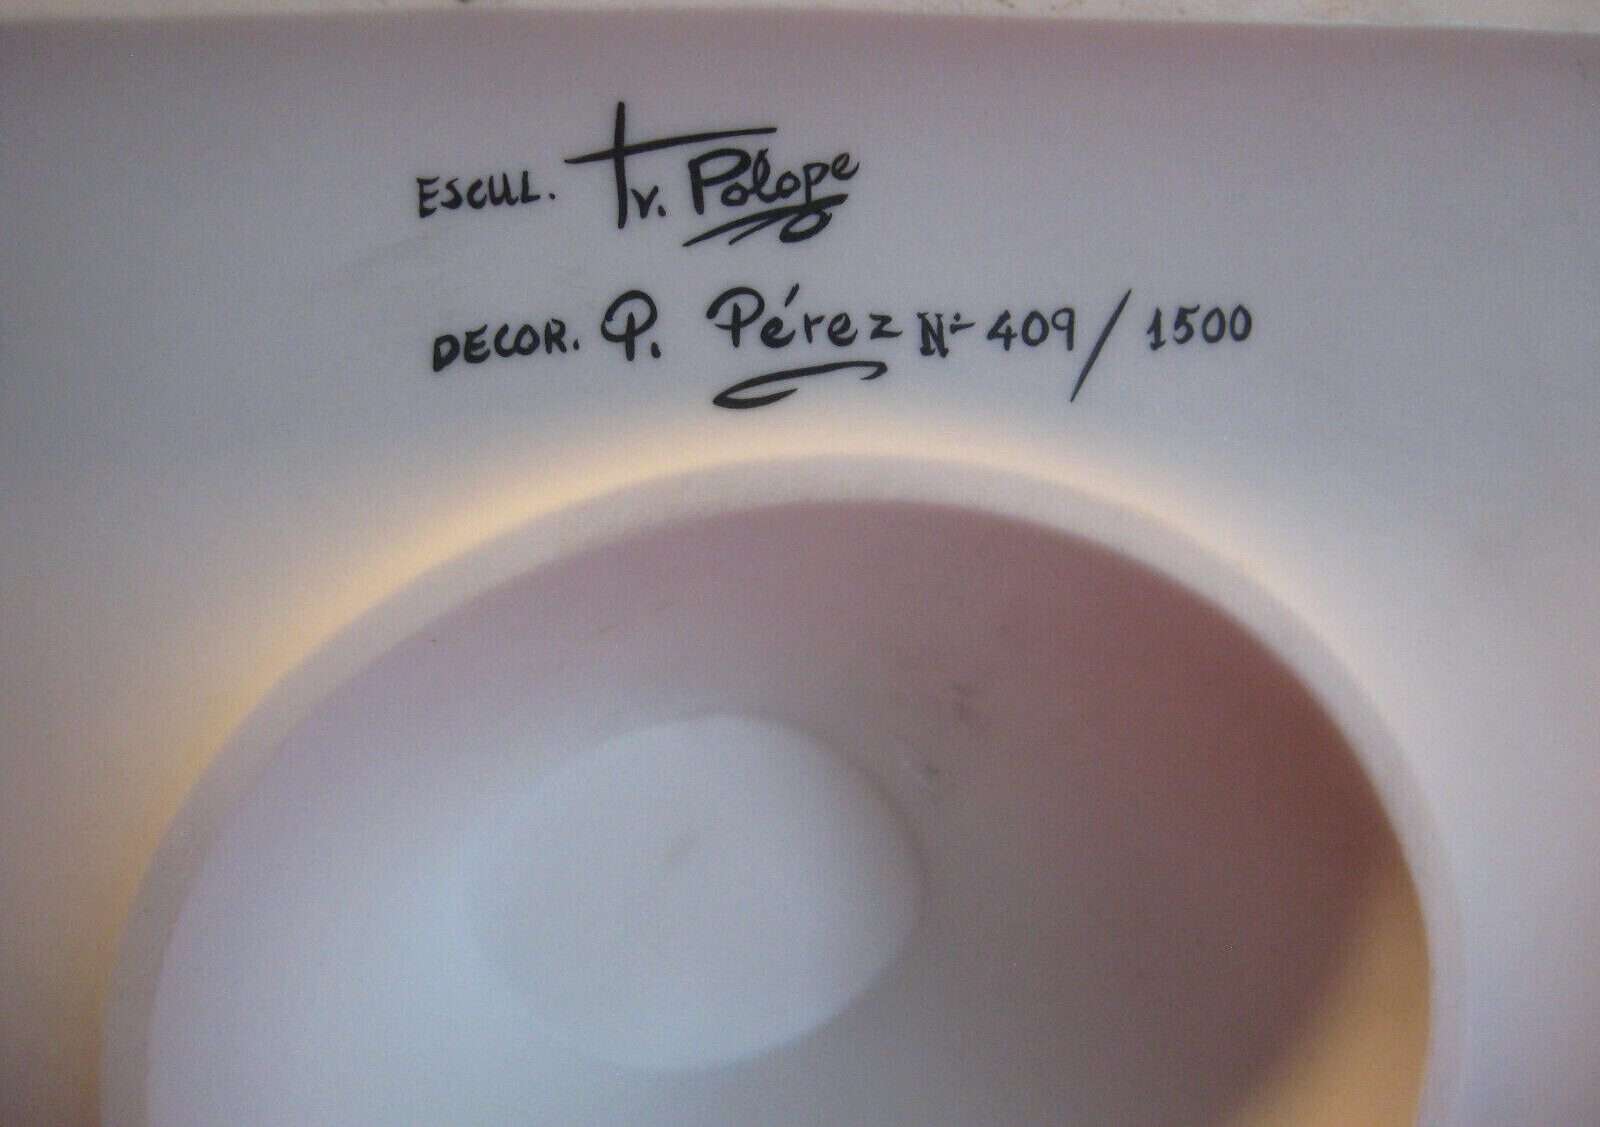 ESCUL. Fr. Polope
DECOR. P. Pérez Nº 409 / 1500